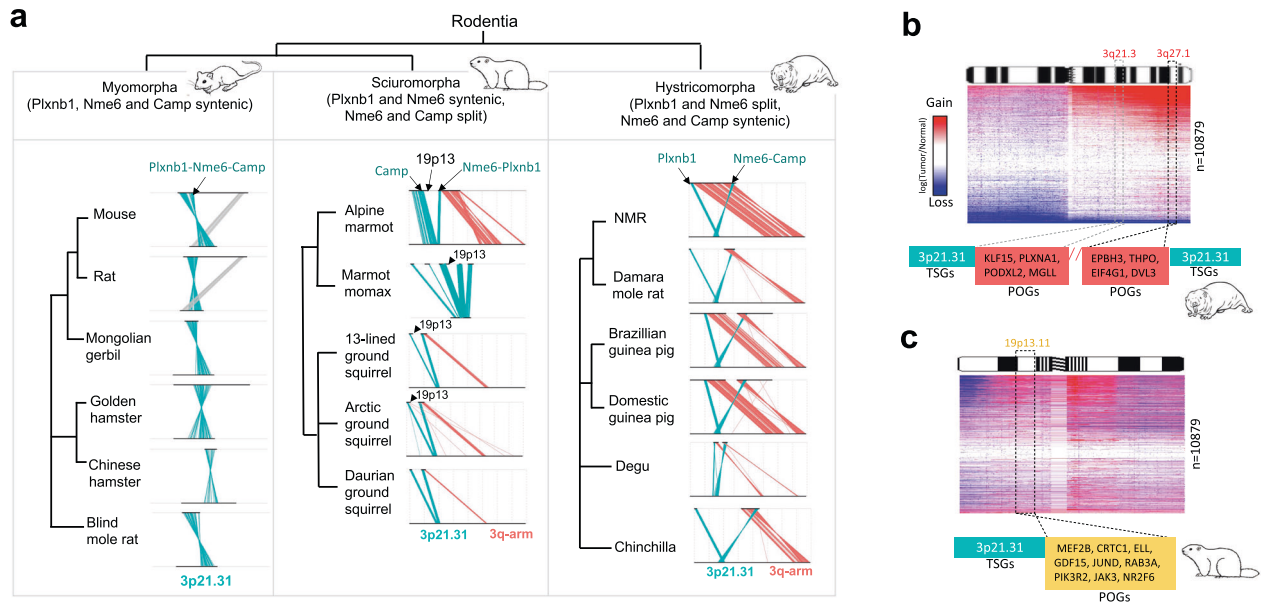 a
Rodentia
Myomorpha
(Plxnb1, Nme6 and Camp syntenic)
Sciuromorpha
(Plxnb1 and Nme6 syntenic,
Nme6 and Camp split)
Hystricomorpha
(Plxnb1 and Nme6 split,
Nme6 and Camp syntenic)
Plxnb1-Nme6-Camp
Mouse
Rat
Mongolian
gerbil
Golden
hamster
Chinese
hamster
Blind
mole rat
3p21.31
19p13
Camp
Nme6-Plxnb1
Alpine
marmot
19p13
Marmot
momax
19p13
13-lined
ground
squirrel
19p13
Arctic
ground
squirrel
Daurian
ground
squirrel
3p21.31
3q-arm
Plxnb1
Nme6-Camp
NMR
Damara
mole rat
Brazillian
guinea pig
Domestic
guinea pig
Degu
Chinchilla
3p21.31
3q-arm
b
3q21.3
3q27.1
Gain
log(Tumor/Normal)
Loss
n=10879
3p21.31
TSGs
KLF15, PLXNA1,
PODXL2, MGLL
POGs
//
EPBH3, THPO,
EIF4G1, DVL3
POGs
3p21.31
TSGs
c
19p13.11
n=10879
3p21.31
TSGs
MEF2B, CRTC1, ELL,
GDF15, JUND, RAB3A,
PIK3R2, JAK3, NR2F6
POGs